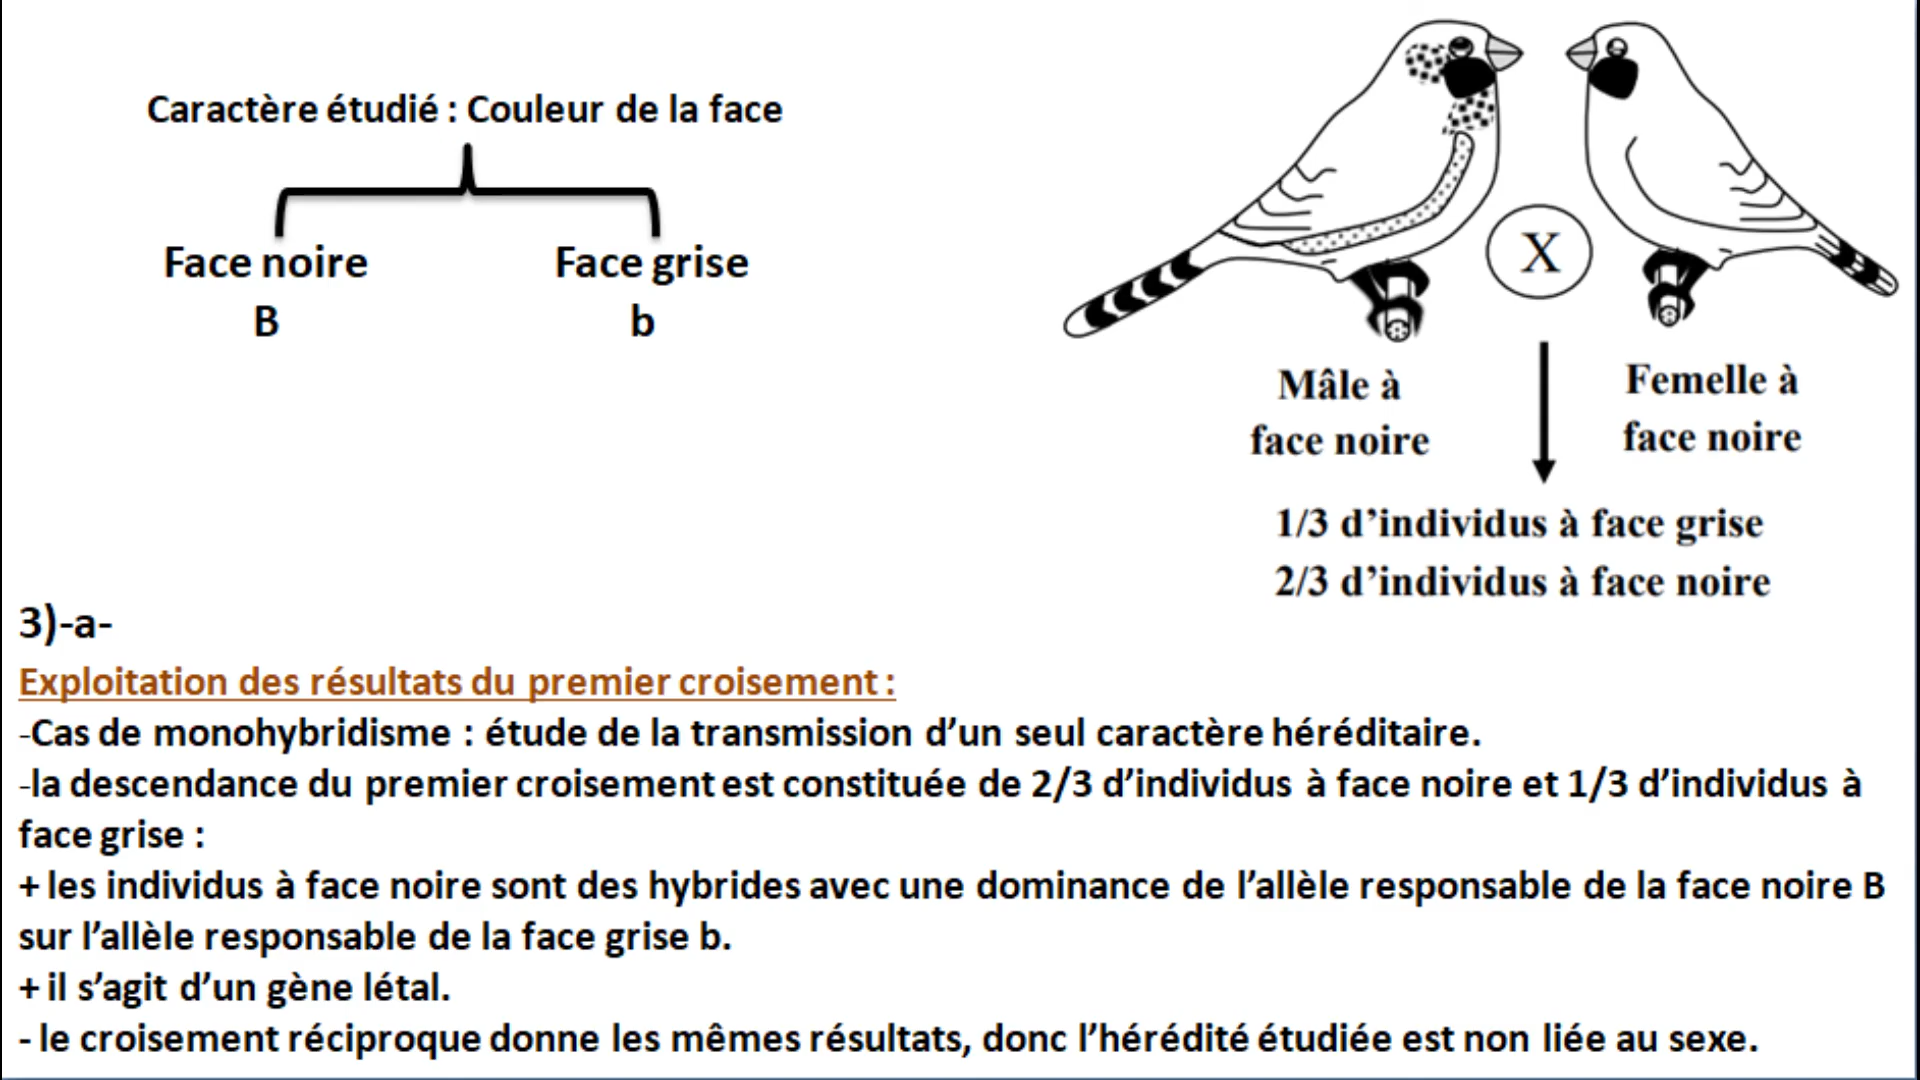 Caractère étudié : Couleur de la face
Face noire
Face grise
B
b
X
Mâle à
face noire
Femelle à
face noire
1/3 d’individus à face grise
2/3 d’individus à face noire
3)-a-
Exploitation des résultats du premier croisement :
-Cas de monohybridisme : étude de la transmission d’un seul caractère héréditaire.
-la descendance du premier croisement est constituée de 2/3 d’individus à face noire et 1/3 d’individus à
face grise :
+ les individus à face noire sont des hybrides avec une dominance de l’allèle responsable de la face noire B
sur l’allèle responsable de la face grise b.
+ il s’agit d’un gène létal.
- le croisement réciproque donne les mêmes résultats, donc l’hérédité étudiée est non liée au sexe.